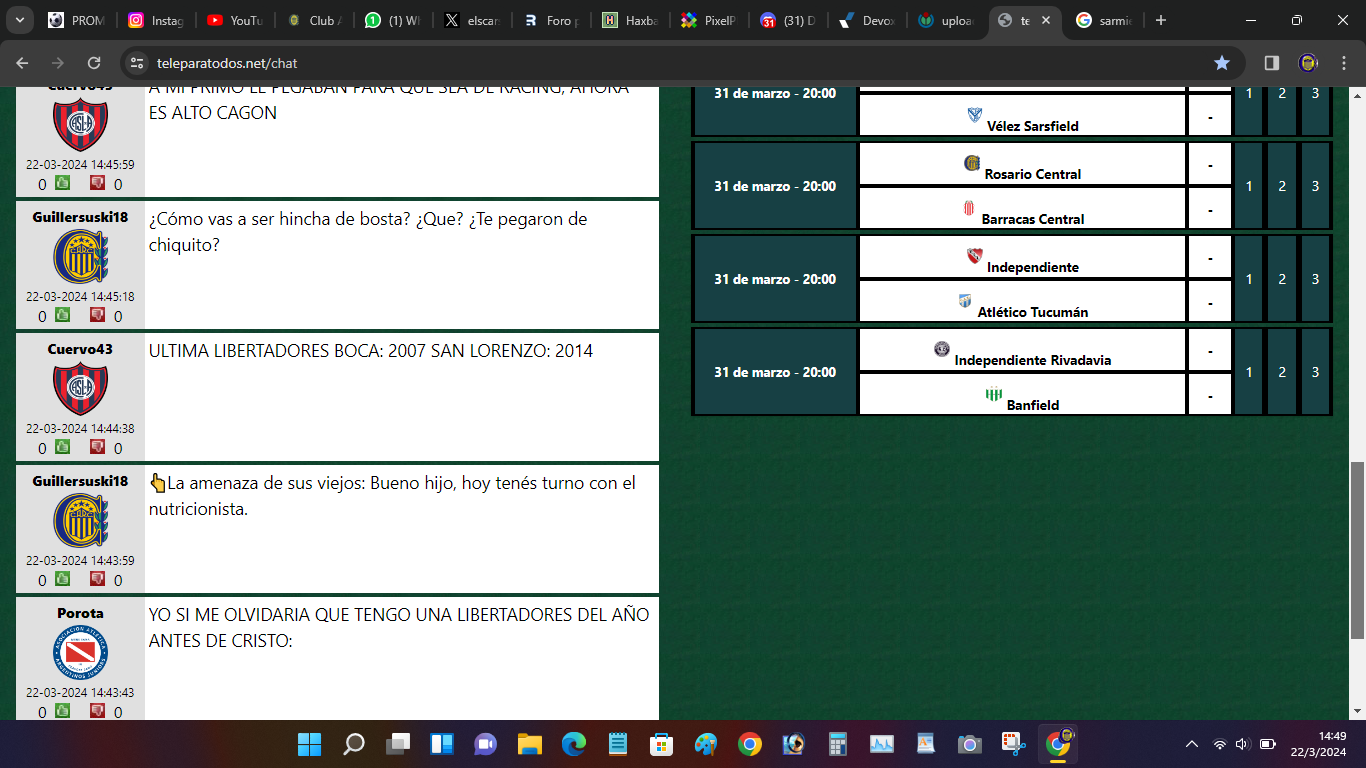 PROM
Instag
YouTu
Club A
(1) Wh
elscar
Foro p
Haxba
PixelP
(31) D
Devox
uploa
te
sarmie
teleparatodos.net/chat
Cuervo43
A MI PRIMO LE PEGABAN PARA QUE SEA DE RACING, AHORA
ES ALTO CAGON
22-03-2024 14:45:59
0 0
Guillersuski18
¿Cómo vas a ser hincha de bosta? ¿Que? ¿Te pegaron de
chiquito?
22-03-2024 14:45:18
0 0
Cuervo43
ULTIMA LIBERTADORES BOCA: 2007 SAN LORENZO: 2014
22-03-2024 14:44:38
0 0
Guillersuski18
👆La amenaza de sus viejos: Bueno hijo, hoy tenés turno con el
nutricionista.
22-03-2024 14:43:59
0 0
Porota
YO SI ME OLVIDARIA QUE TENGO UNA LIBERTADORES DEL AÑO
ANTES DE CRISTO:
22-03-2024 14:43:43
0 0
31 de marzo - 20:00
Vélez Sarsfield
-
1 2 3
31 de marzo - 20:00
Rosario Central
-
Barracas Central
-
1 2 3
31 de marzo - 20:00
Independiente
-
Atlético Tucumán
-
1 2 3
31 de marzo - 20:00
Independiente Rivadavia
-
Banfield
-
1 2 3
14:49
22/3/2024